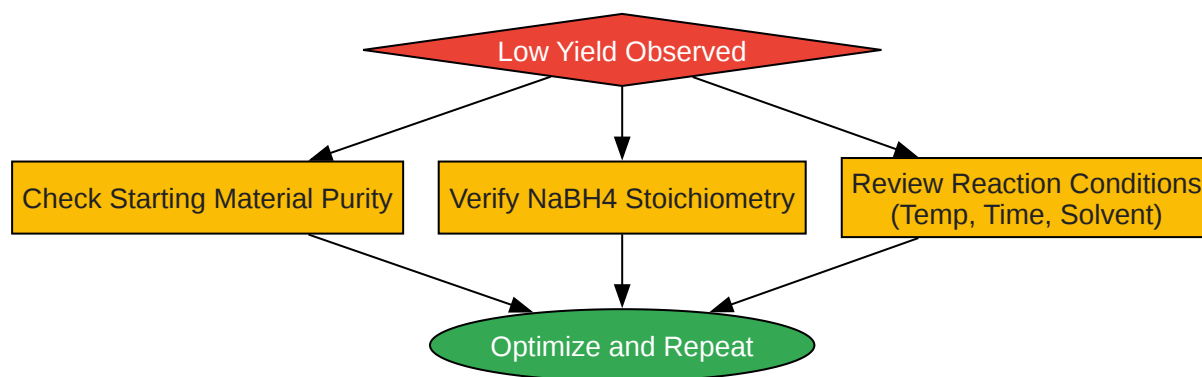 Low Yield Observed
Check Starting Material Purity
Verify NaBH4 Stoichiometry
Review Reaction Conditions
(Temp, Time, Solvent)
Optimize and Repeat